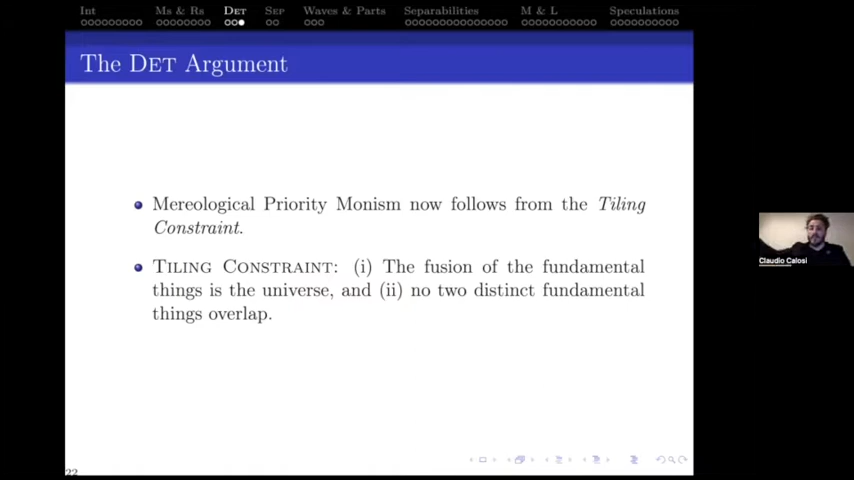 Int Ms & Rs DET SEP Waves & Parts Separabilities M & L Speculations
The DET Argument
Mereological Priority Monism now follows from the Tiling
Constraint.
TILING CONSTRAINT: (i) The fusion of the fundamental
things is the universe, and (ii) no two distinct fundamental
things overlap.
Claudio Calosi
22